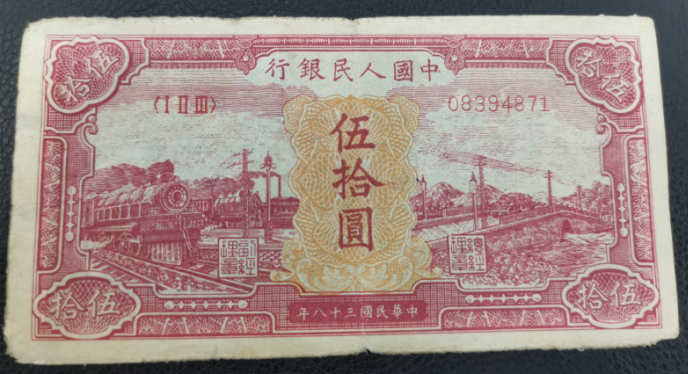 行銀民人國中
〈I II III〉
08394871
伍拾圓
年八十三國民華中
伍拾
伍拾
拾伍
拾伍